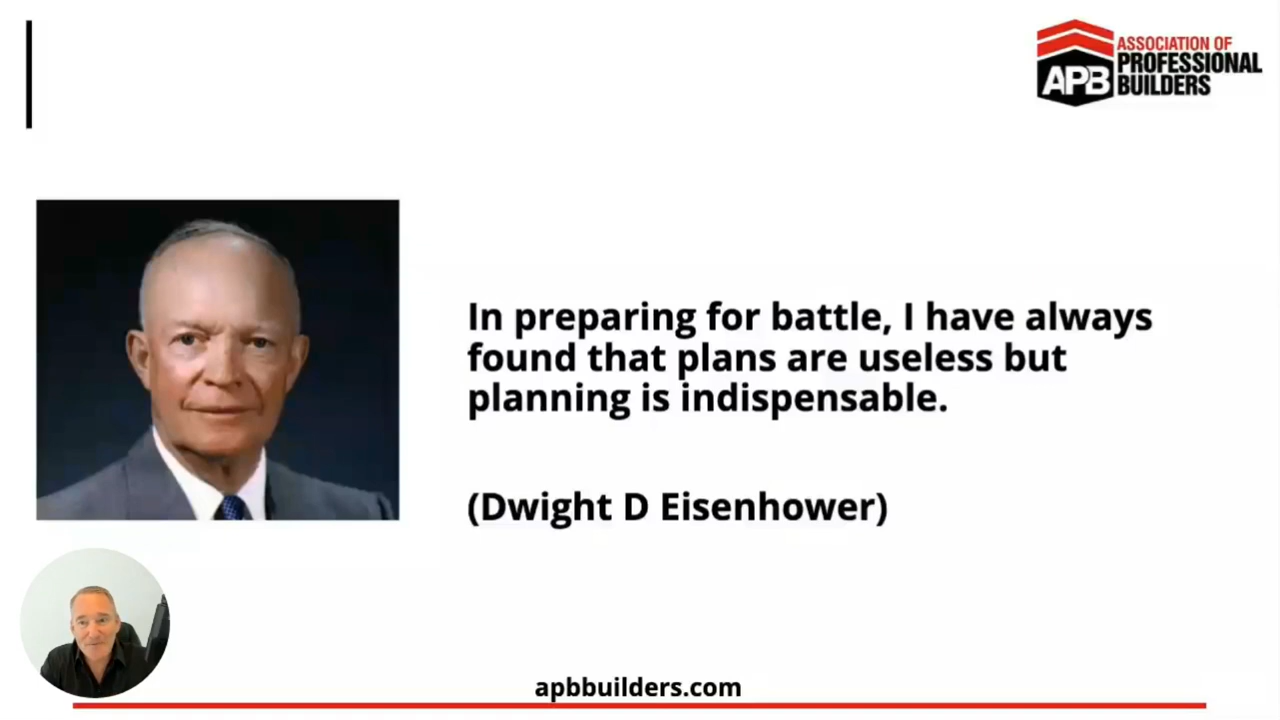 ASSOCIATION OF
PROFESSIONAL
BUILDERS
APB
In preparing for battle, I have always
found that plans are useless but
planning is indispensable.
(Dwight D Eisenhower)
apbbuilders.com